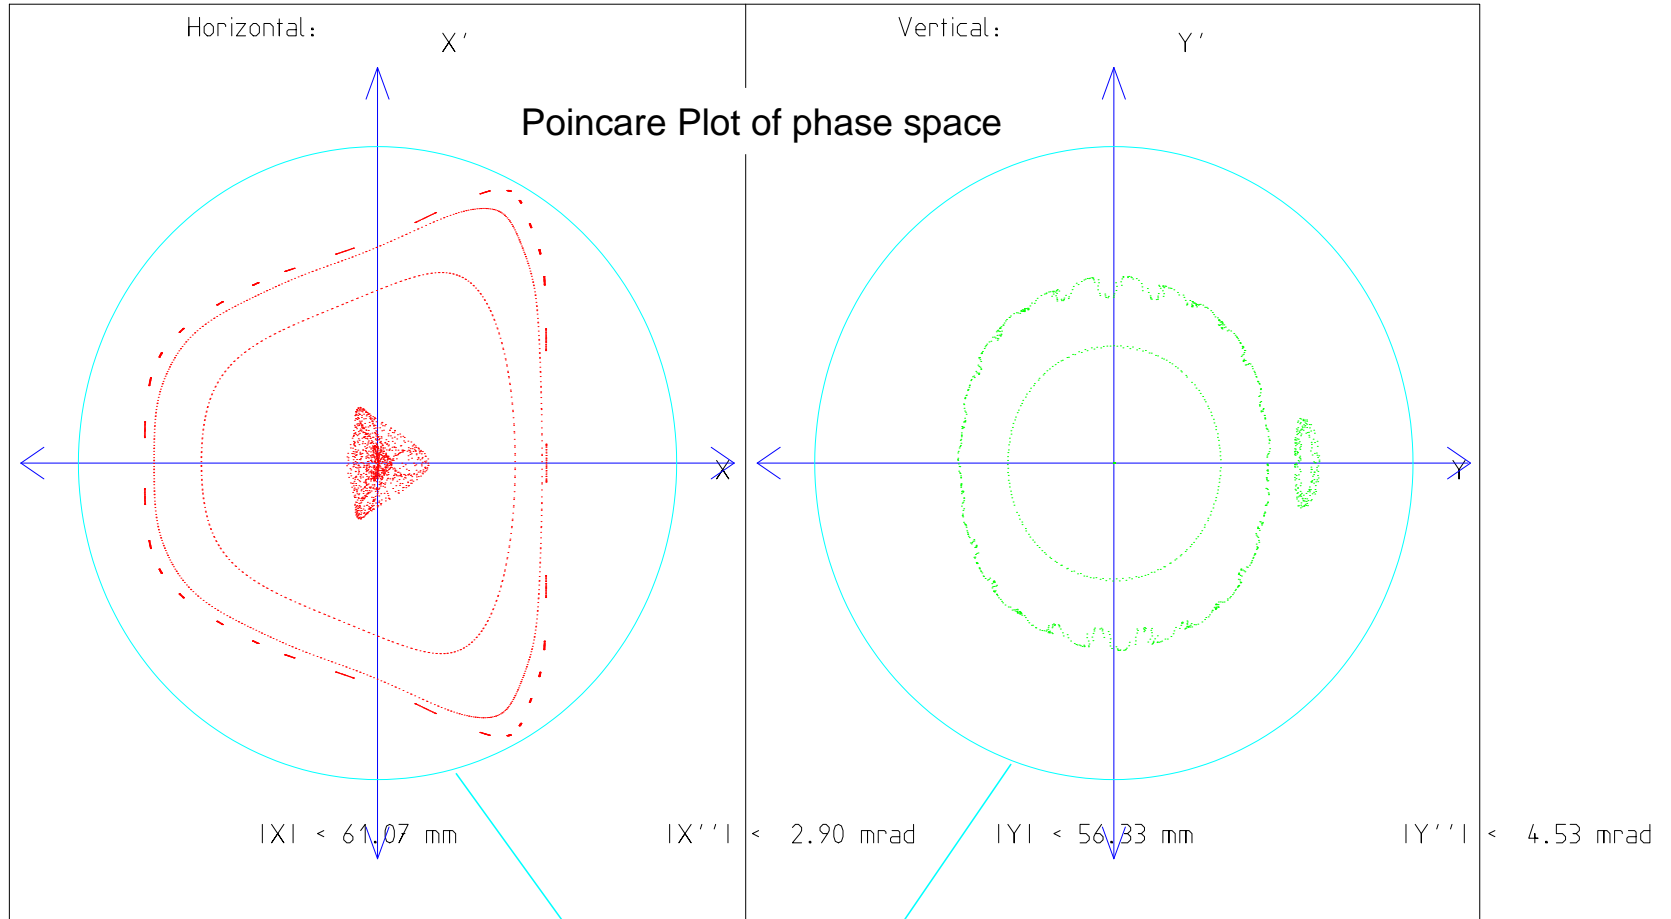 Horizontal:
X′
Vertical:
Y′
Poincare Plot of phase space
X
Y
|X| < 61.07 mm
|X′′| < 2.90 mrad
|Y| < 56.33 mm
|Y′′| < 4.53 mrad